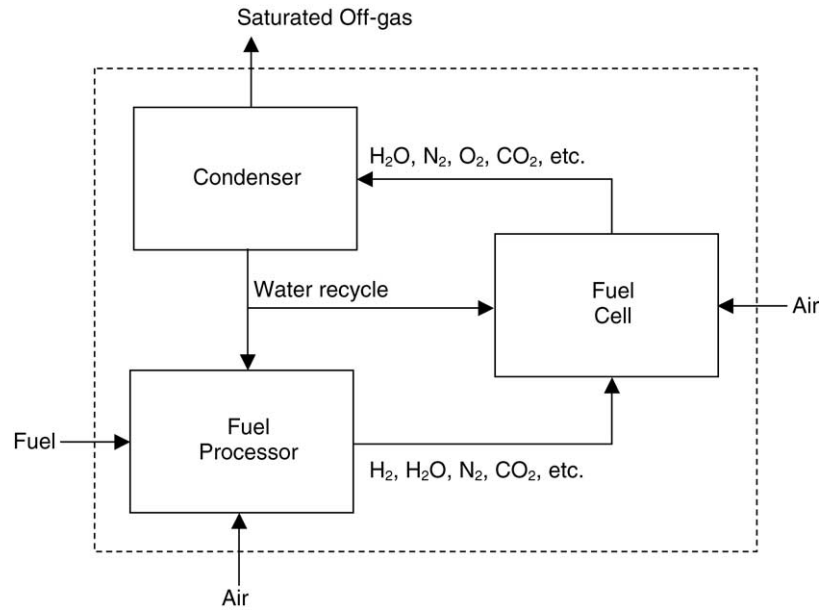 Saturated Off-gas
Condenser
H₂O, N₂, O₂, CO₂, etc.
Water recycle
Fuel
Cell
Air
Fuel
Fuel
Processor
H₂, H₂O, N₂, CO₂, etc.
Air